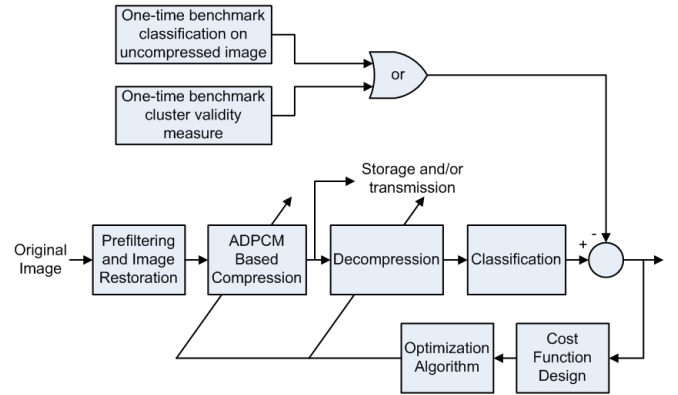 One-time benchmark
classification on
uncompressed image
or
One-time benchmark
cluster validity
measure
Storage and/or
transmission
-
+
Original
Image
Prefiltering
and Image
Restoration
ADPCM
Based
Compression
Decompression
Classification
Optimization
Algorithm
Cost
Function
Design